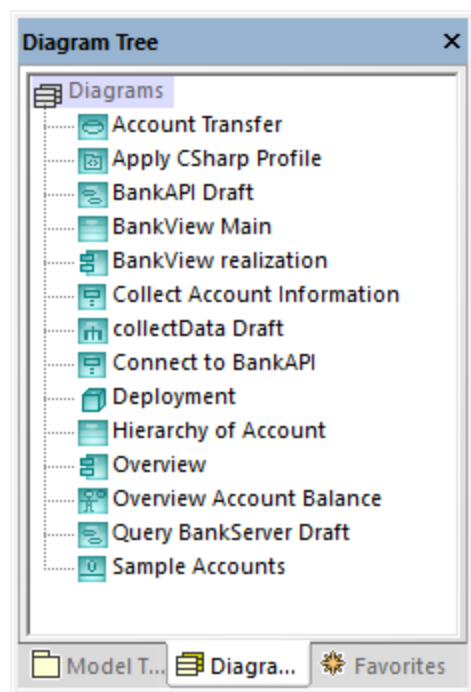 Diagram Tree
Diagrams
Account Transfer
Apply CSharp Profile
BankAPI Draft
BankView Main
BankView realization
Collect Account Information
collectData Draft
Connect to BankAPI
Deployment
Hierarchy of Account
Overview
Overview Account Balance
Query BankServer Draft
Sample Accounts
Model T... Diagra... Favorites